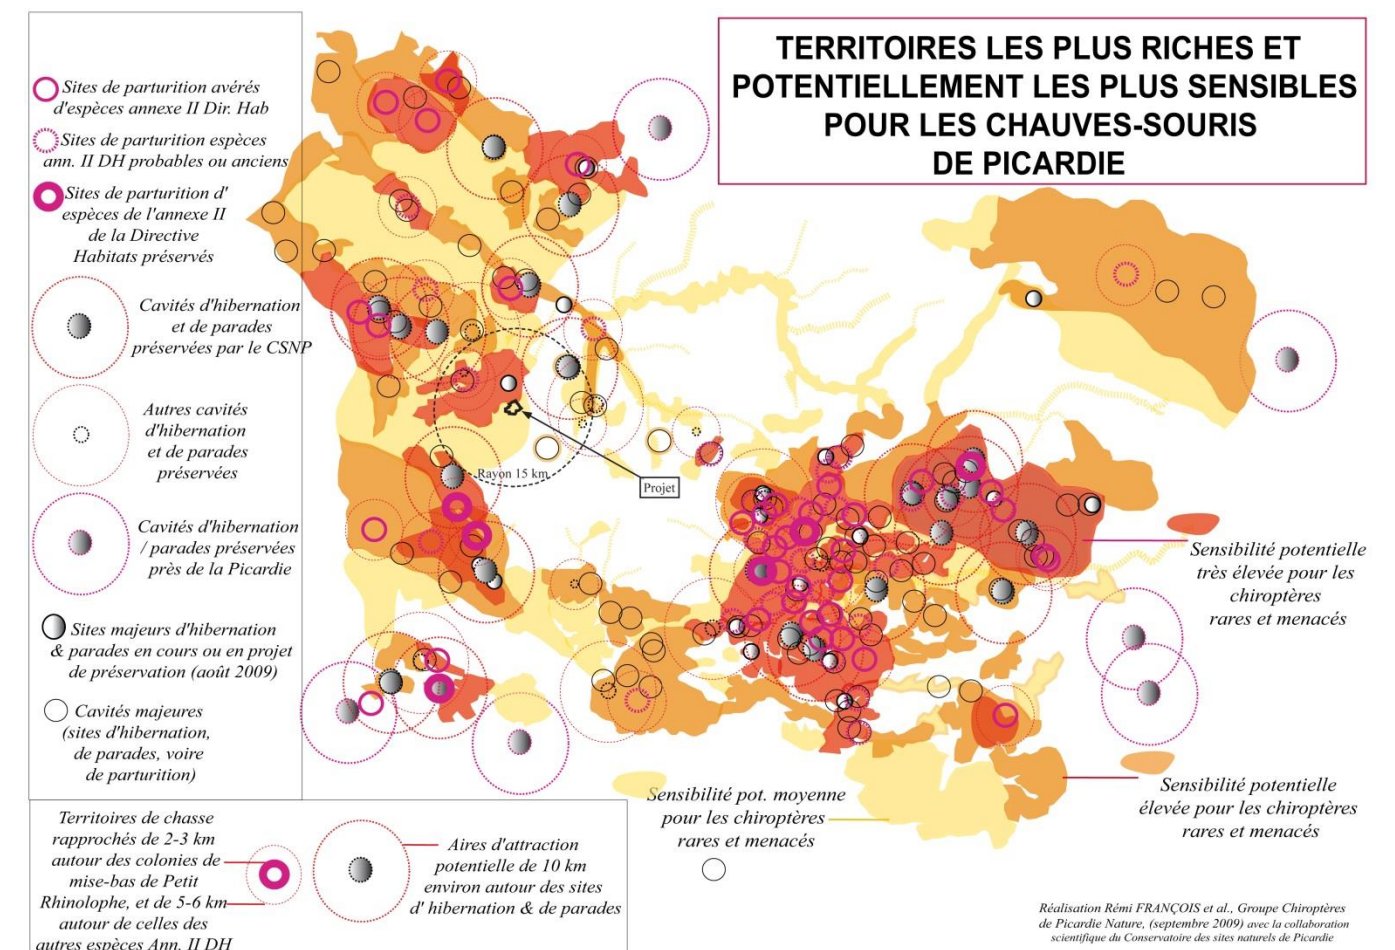 TERRITOIRES LES PLUS RICHES ET
POTENTIELLEMENT LES PLUS SENSIBLES
POUR LES CHAUVES-SOURIS
DE PICARDIE
Sites de parturition avérés
d'espèces annexe II Dir. Hab
Sites de parturition espèces
ann. II DH probables ou anciens
Sites de parturition d'
espèces de l'annexe II
de la Directive
Habitats préservés
Cavités d'hibernation
et de parades
préservées par le CSNP
Autres cavités
d'hibernation
et de parades
préservées
Cavités d'hibernation
/ parades préservées
près de la Picardie
Sites majeurs d'hibernation
& parades en cours ou en projet
de préservation (août 2009)
Cavités majeures
(sites d'hibernation,
de parades, voire
de parturition)
Territoires de chasse
rapprochés de 2-3 km
autour des colonies de
mise-bas de Petit
Rhinolophe, et de 5-6 km
autour de celles des
autres espèces Ann. II DH
Aires d'attraction
potentielle de 10 km
environ autour des sites
d' hibernation & de parades
Rayon 15 km
Projet
Sensibilité potentielle
très élevée pour les
chiroptères
rares et menacés
Sensibilité potentielle
élevée pour les chiroptères
rares et menacés
Sensibilité pot. moyenne
pour les chiroptères
rares et menacés
Réalisation Rémi FRANÇOIS et al., Groupe Chiroptères
de Picardie Nature, (septembre 2009) avec la collaboration
scientifique du Conservatoire des sites naturels de Picardie